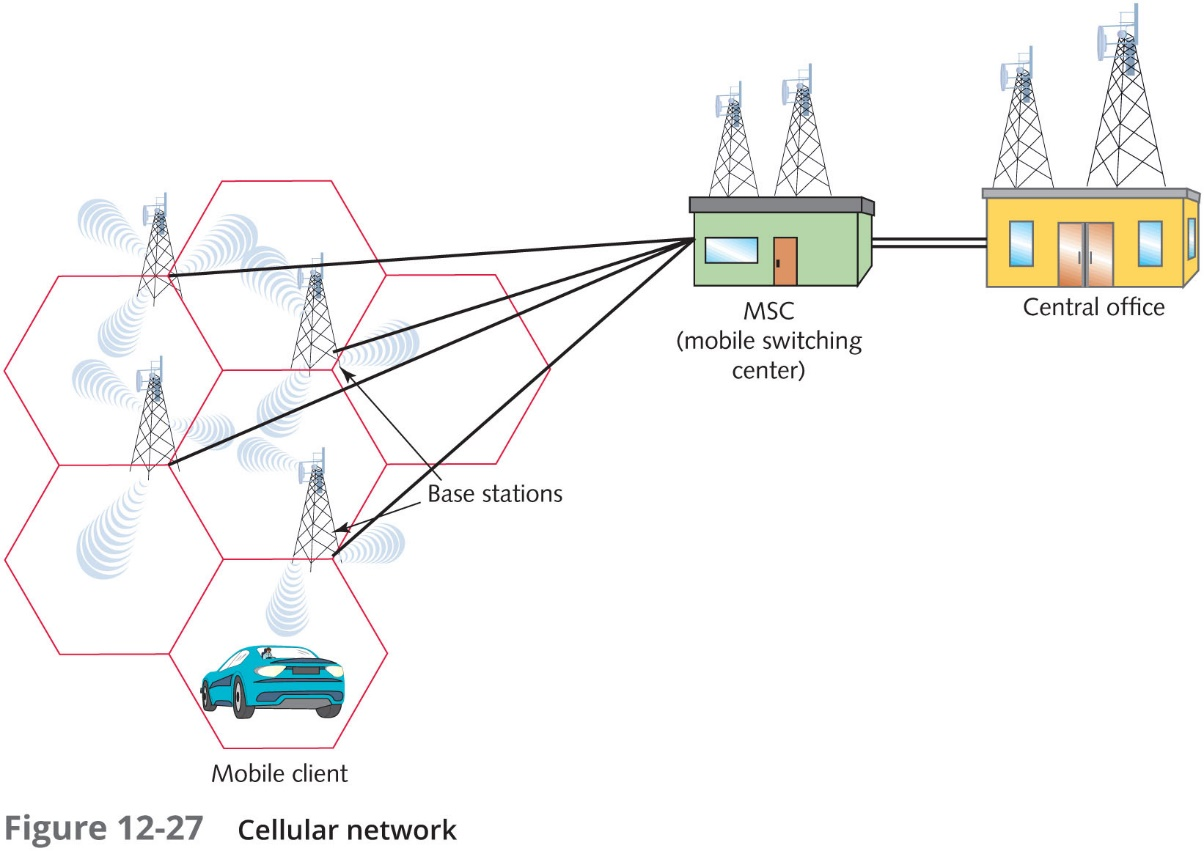 MSC
(mobile switching
center)
Central office
Base stations
Mobile client
Figure 12-27 Cellular network